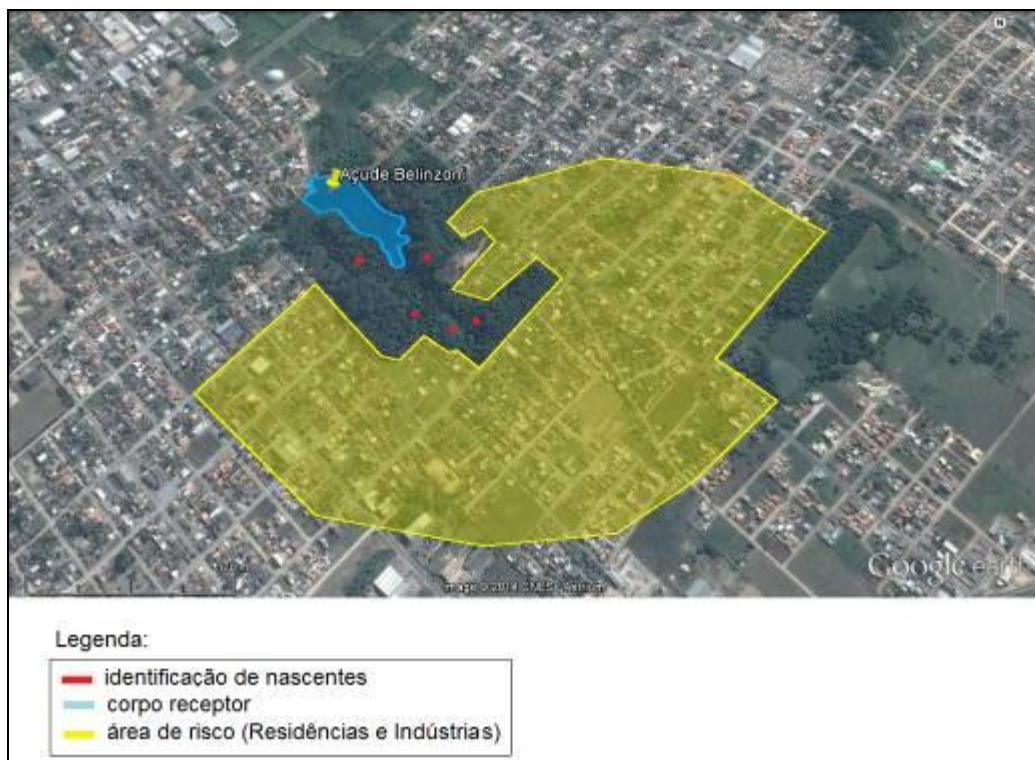 N
Açude Belinzoni
Google earth
Legenda:
identificação de nascentes
corpo receptor
área de risco (Residências e Indústrias)